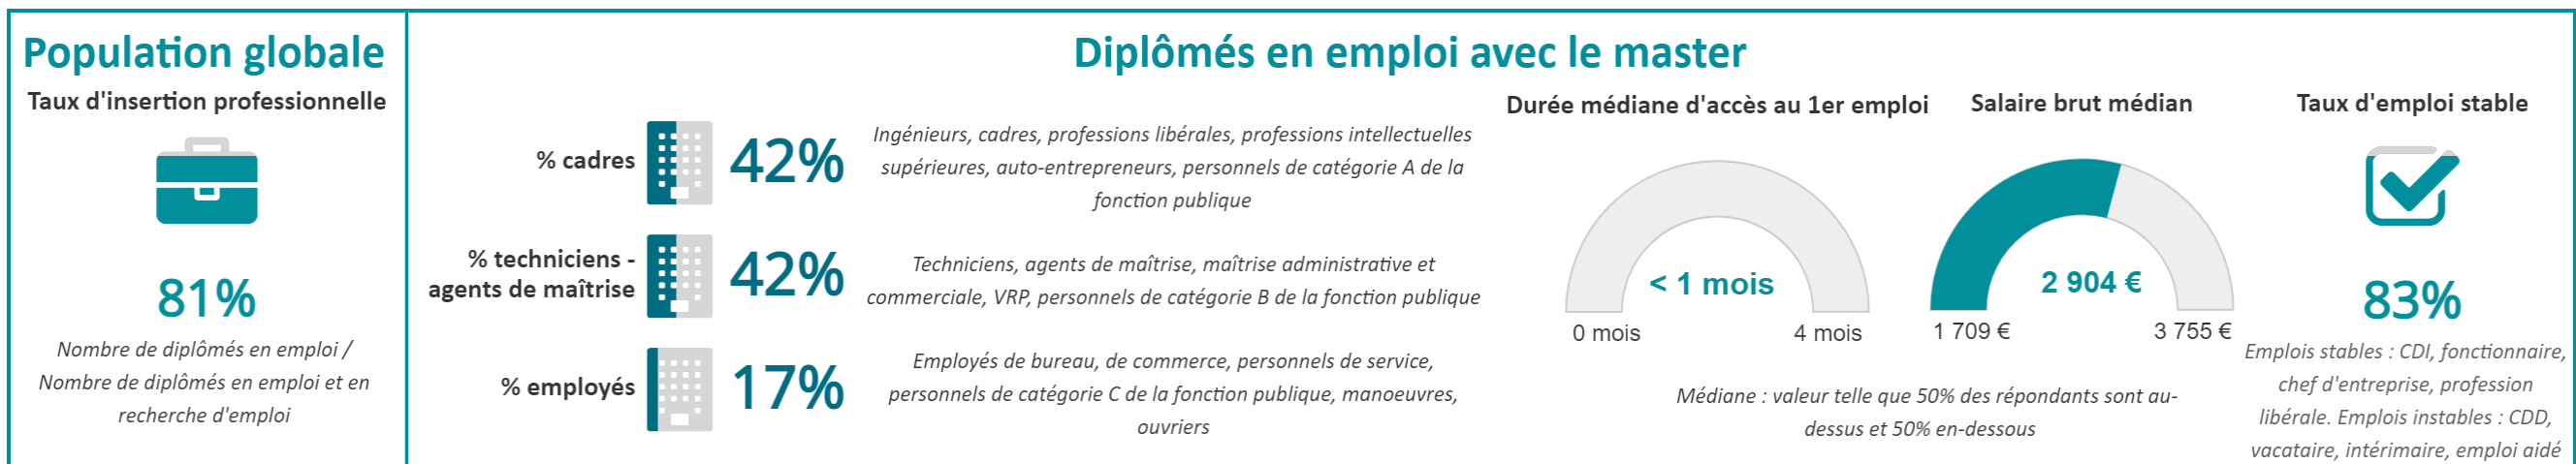 Population globale
Taux d'insertion professionnelle
81%
Nombre de diplômés en emploi /
Nombre de diplômés en emploi et en
recherche d'emploi
Diplômés en emploi avec le master
% cadres
42%
Ingénieurs, cadres, professions libérales, professions intellectuelles
supérieures, auto-entrepreneurs, personnels de catégorie A de la
fonction publique
% techniciens -
agents de maîtrise
42%
Techniciens, agents de maîtrise, maîtrise administrative et
commerciale, VRP, personnels de catégorie B de la fonction publique
% employés
17%
Employés de bureau, de commerce, personnels de service,
personnels de catégorie C de la fonction publique, manoeuvres,
ouvriers
Durée médiane d'accès au 1er emploi
< 1 mois
0 mois
4 mois
Salaire brut médian
2 904 €
1 709 €
3 755 €
Médiane : valeur telle que 50% des répondants sont au-
dessus et 50% en-dessous
Taux d'emploi stable
83%
Emplois stables : CDI, fonctionnaire,
chef d'entreprise, profession
libérale. Emplois instables : CDD,
vacataire, intérimaire, emploi aidé